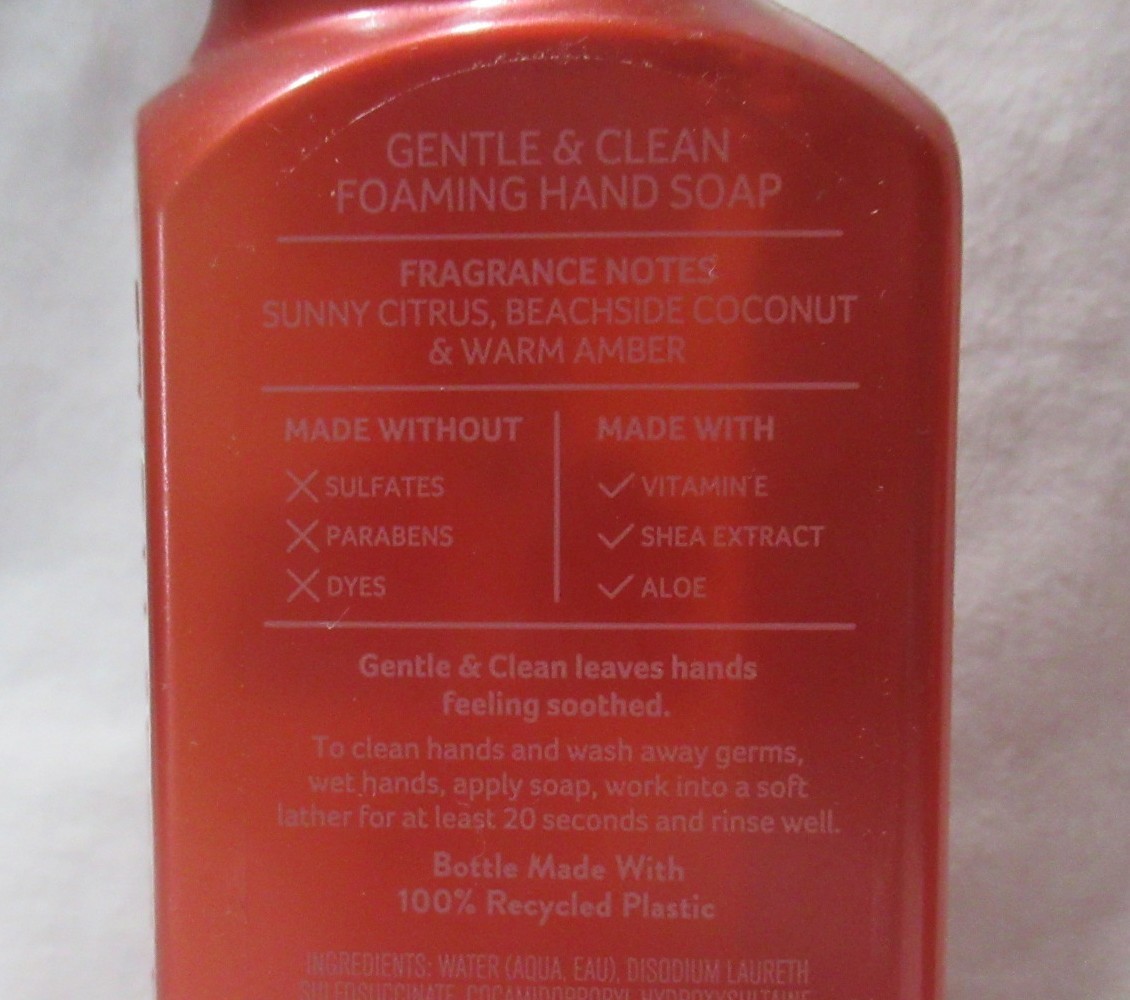 GENTLE & CLEAN
FOAMING HAND SOAP
FRAGRANCE NOTES
SUNNY CITRUS, BEACHSIDE COCONUT
& WARM AMBER
MADE WITHOUT
SULFATES
PARABENS
DYES
MADE WITH
VITAMIN E
SHEA EXTRACT
ALOE
Gentle & Clean leaves hands
feeling soothed.
To clean hands and wash away germs,
wet hands, apply soap, work into a soft
lather for at least 20 seconds and rinse well.
Bottle Made With
100% Recycled Plastic
INGREDIENTS: WATER (AQUA, EAU), DISODIUM LAURETH
SULFOSUCCINATE, COCAMIDOPROPYL HYDROXYSULTAINE,